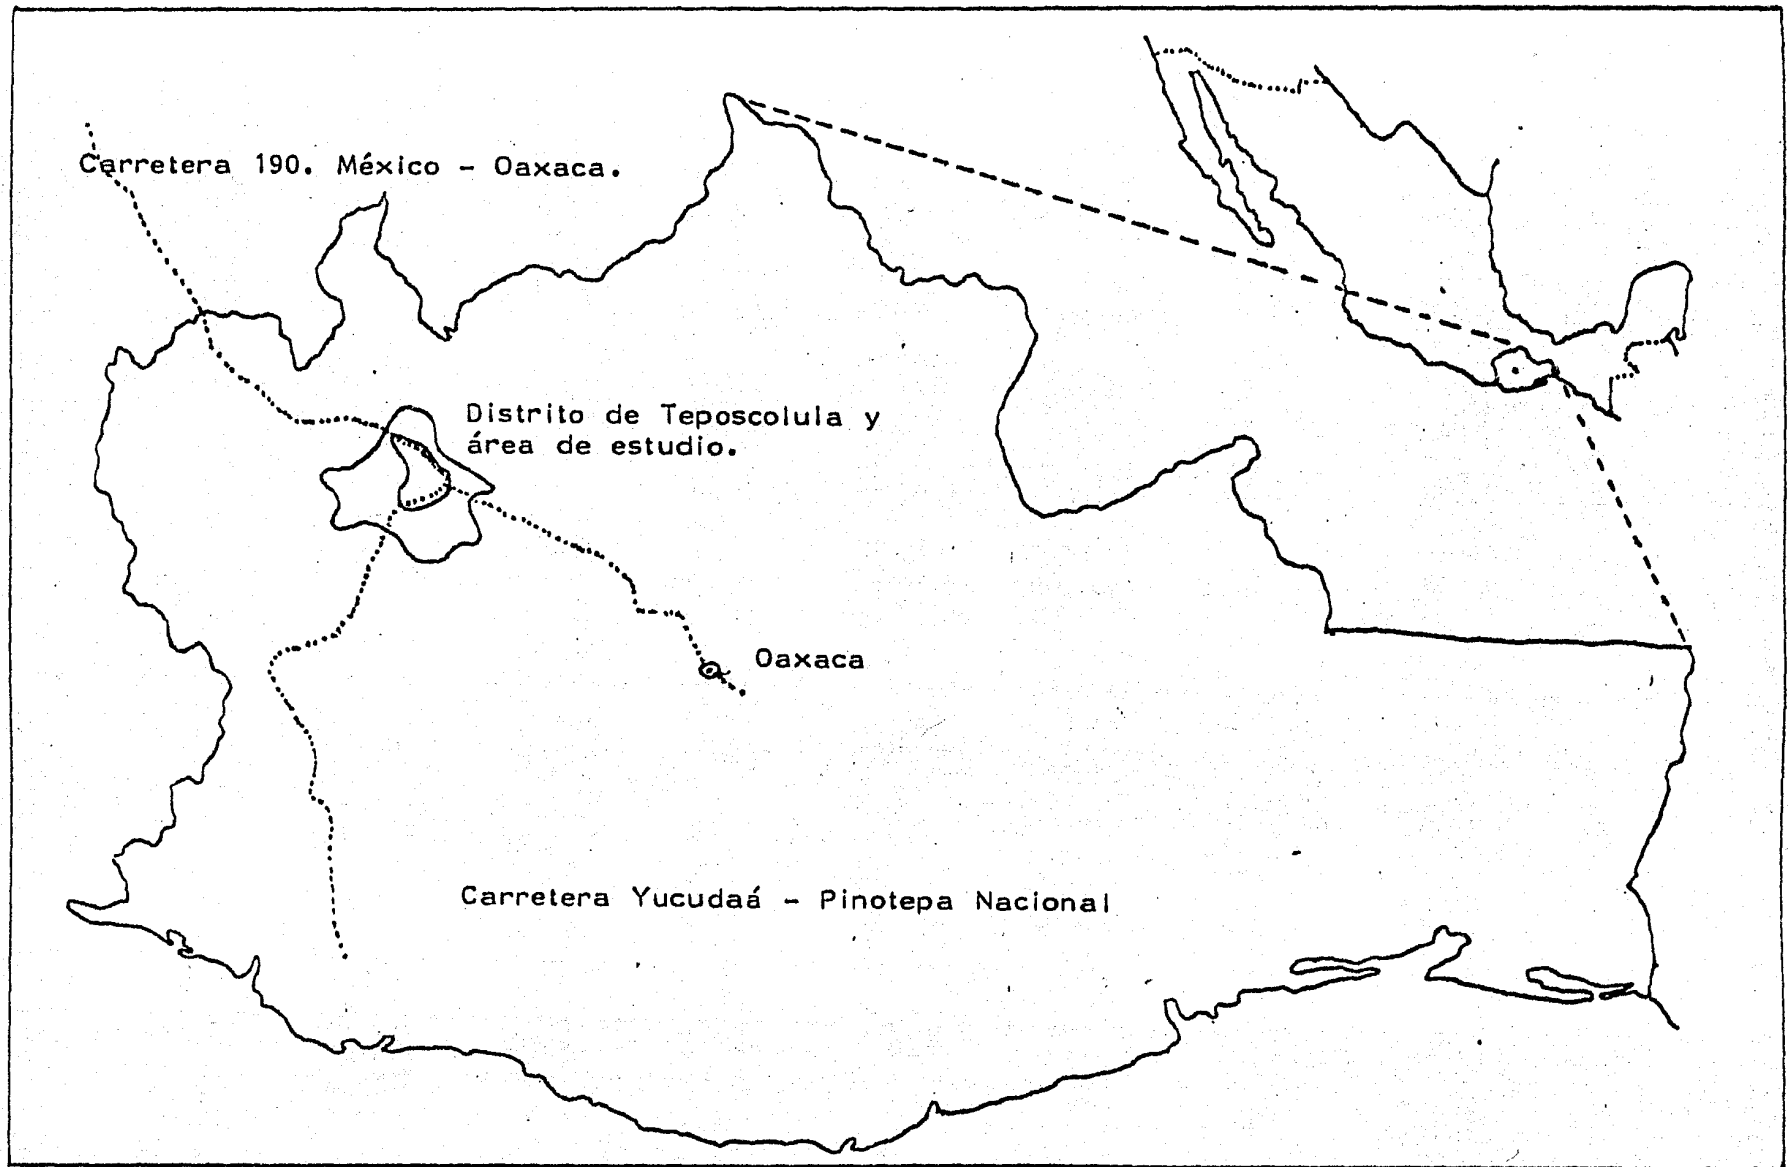 Carretera 190. México - Oaxaca.
Distrito de Teposcolula y
área de estudio.
Oaxaca
Carretera Yucudaá - Pinotepa Nacional